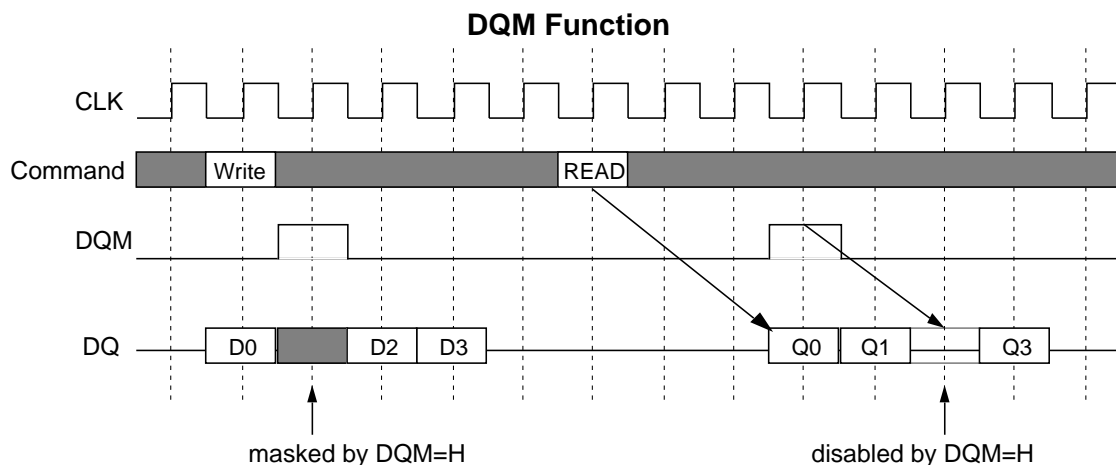 DQM Function
CLK
Command Write READ
DQM
DQ D0 D2 D3 Q0 Q1 Q3
masked by DQM=H disabled by DQM=H